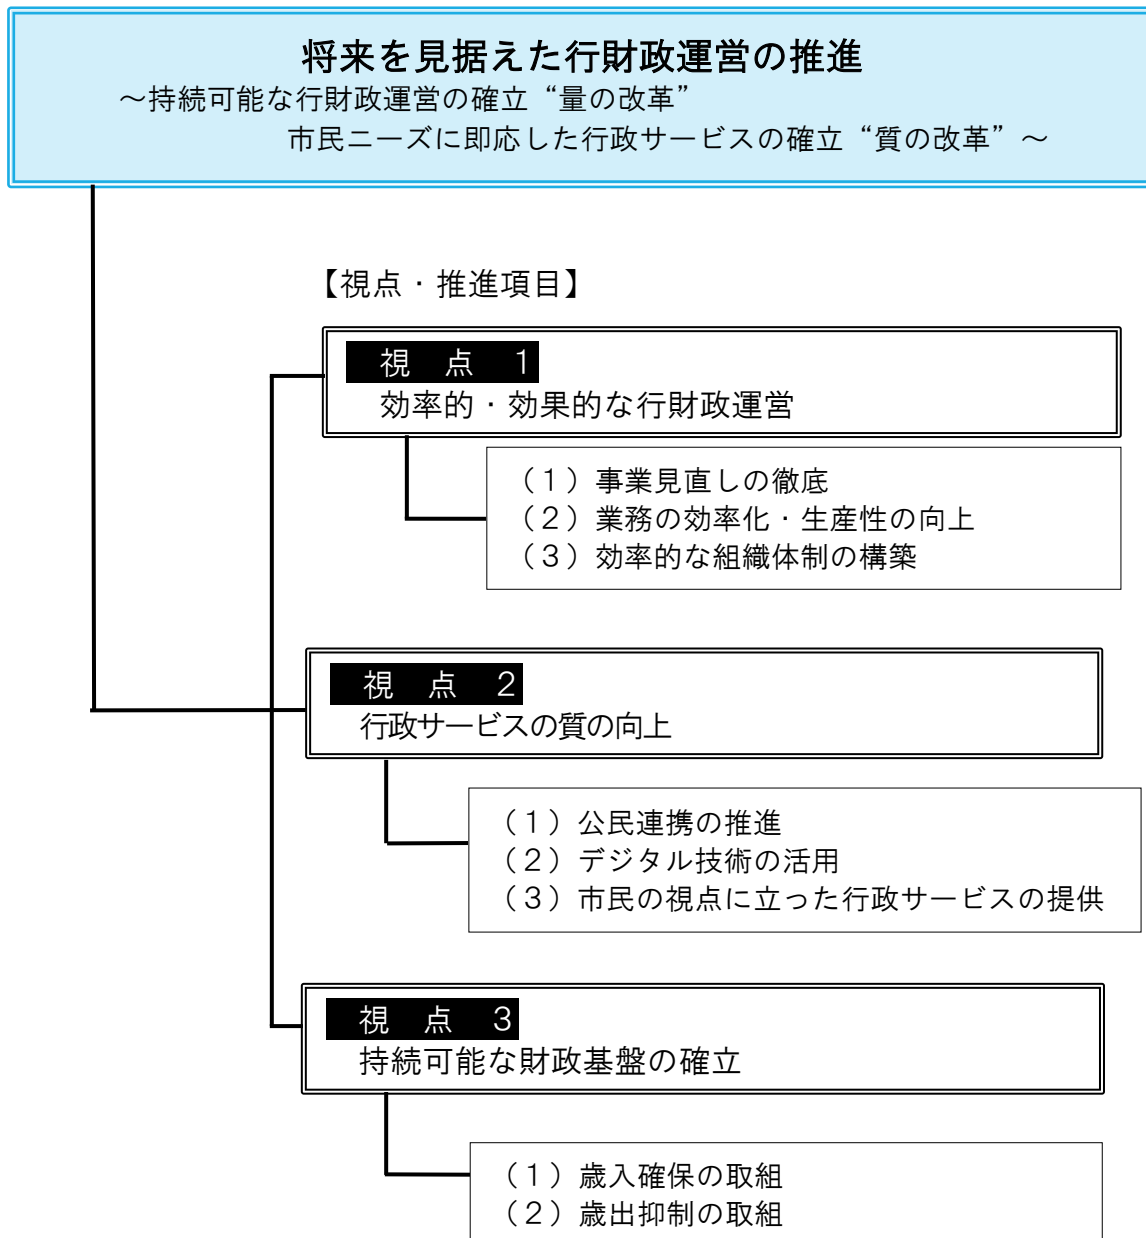 将来を見据えた行財政運営の推進
～持続可能な行財政運営の確立“量の改革”
市民ニーズに即応した行政サービスの確立“質の改革”～
【視点・推進項目】
視　点　１
効率的・効果的な行財政運営
（１）事業見直しの徹底
（２）業務の効率化・生産性の向上
（３）効率的な組織体制の構築
視　点　２
行政サービスの質の向上
（１）公民連携の推進
（２）デジタル技術の活用
（３）市民の視点に立った行政サービスの提供
視　点　３
持続可能な財政基盤の確立
（１）歳入確保の取組
（２）歳出抑制の取組